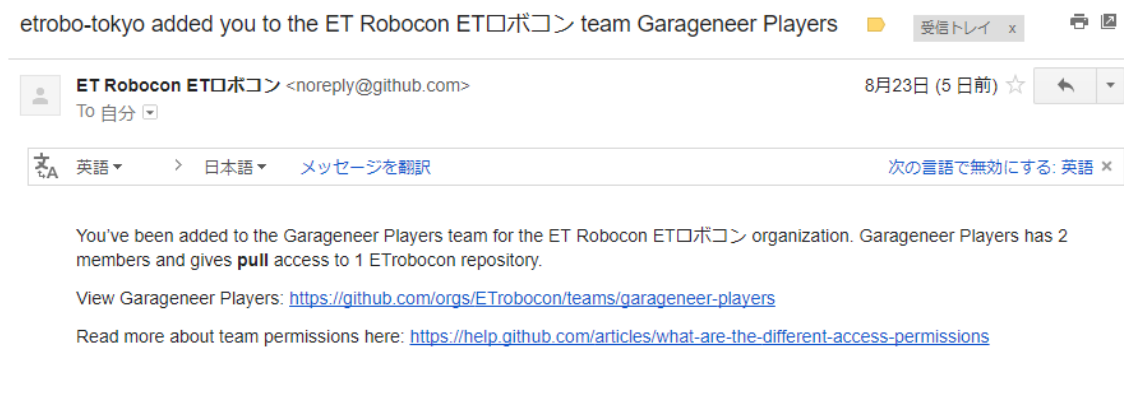 etrobo-tokyo added you to the ET Robocon ETロボコン team Garageneer Players
受信トレイ x
ET Robocon ETロボコン <noreply@github.com>
8月23日 (5 日前)
To 自分
文A 英語 > 日本語 メッセージを翻訳 次の言語で無効にする: 英語 ×
You've been added to the Garageneer Players team for the ET Robocon ETロボコン organization. Garageneer Players has 2
members and gives pull access to 1 ETrobocon repository.
View Garageneer Players: https://github.com/orgs/ETrobocon/teams/garageneer-players
Read more about team permissions here: https://help.github.com/articles/what-are-the-different-access-permissions